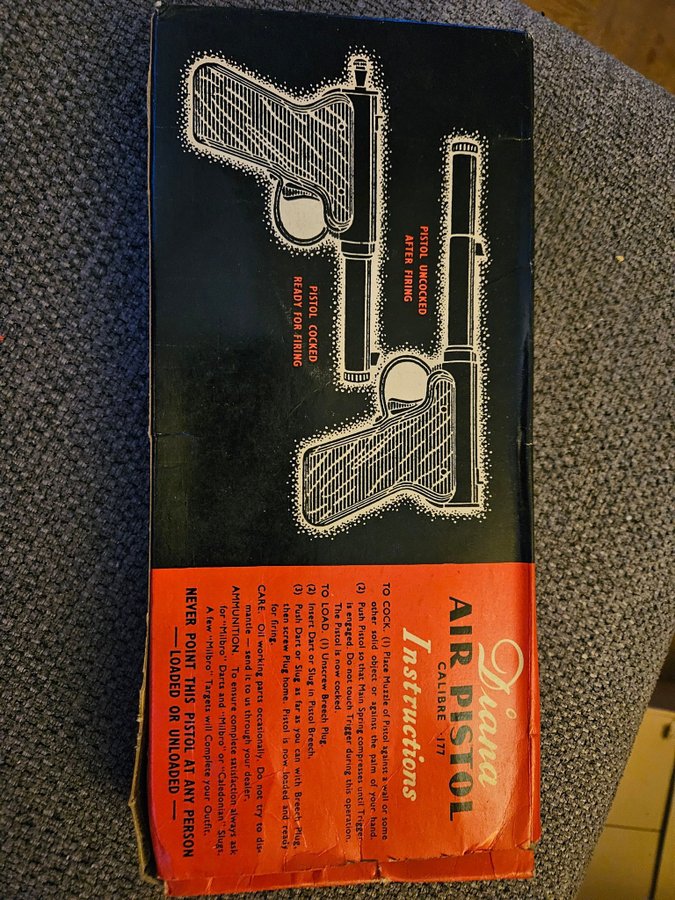 PISTOL UNCOCKED
AFTER FIRING
PISTOL COCKED
READY FOR FIRING
Diana
AIR PISTOL
CALIBRE ·177
Instructions
TO COCK. (1) Place Muzzle of Pistol against a wall or some
other solid object or against the palm of your hand.
(2) Push Pistol so that Main Spring compresses until Trigger
is engaged. Do not touch Trigger during this operation.
The Pistol is now cocked.
TO LOAD (1) Unscrew Breech Plug
(2) Insert Dart or Slug in Pistol Breech.
(3) Push Dart or Slug as far as you can with Breech Plug,
then screw Plug home. Pistol is now loaded and ready
for firing.
CARE. Oil working parts occasionally. Do not try to dis-
mantle — send it to us through your dealer.
AMMUNITION. To ensure complete satisfaction always ask
for "Milbro" Darts and "Milbro" or "Caledonian" Slugs.
A few "Milbro" Targets will complete your Outfit.
NEVER POINT THIS PISTOL AT ANY PERSON
— LOADED OR UNLOADED —